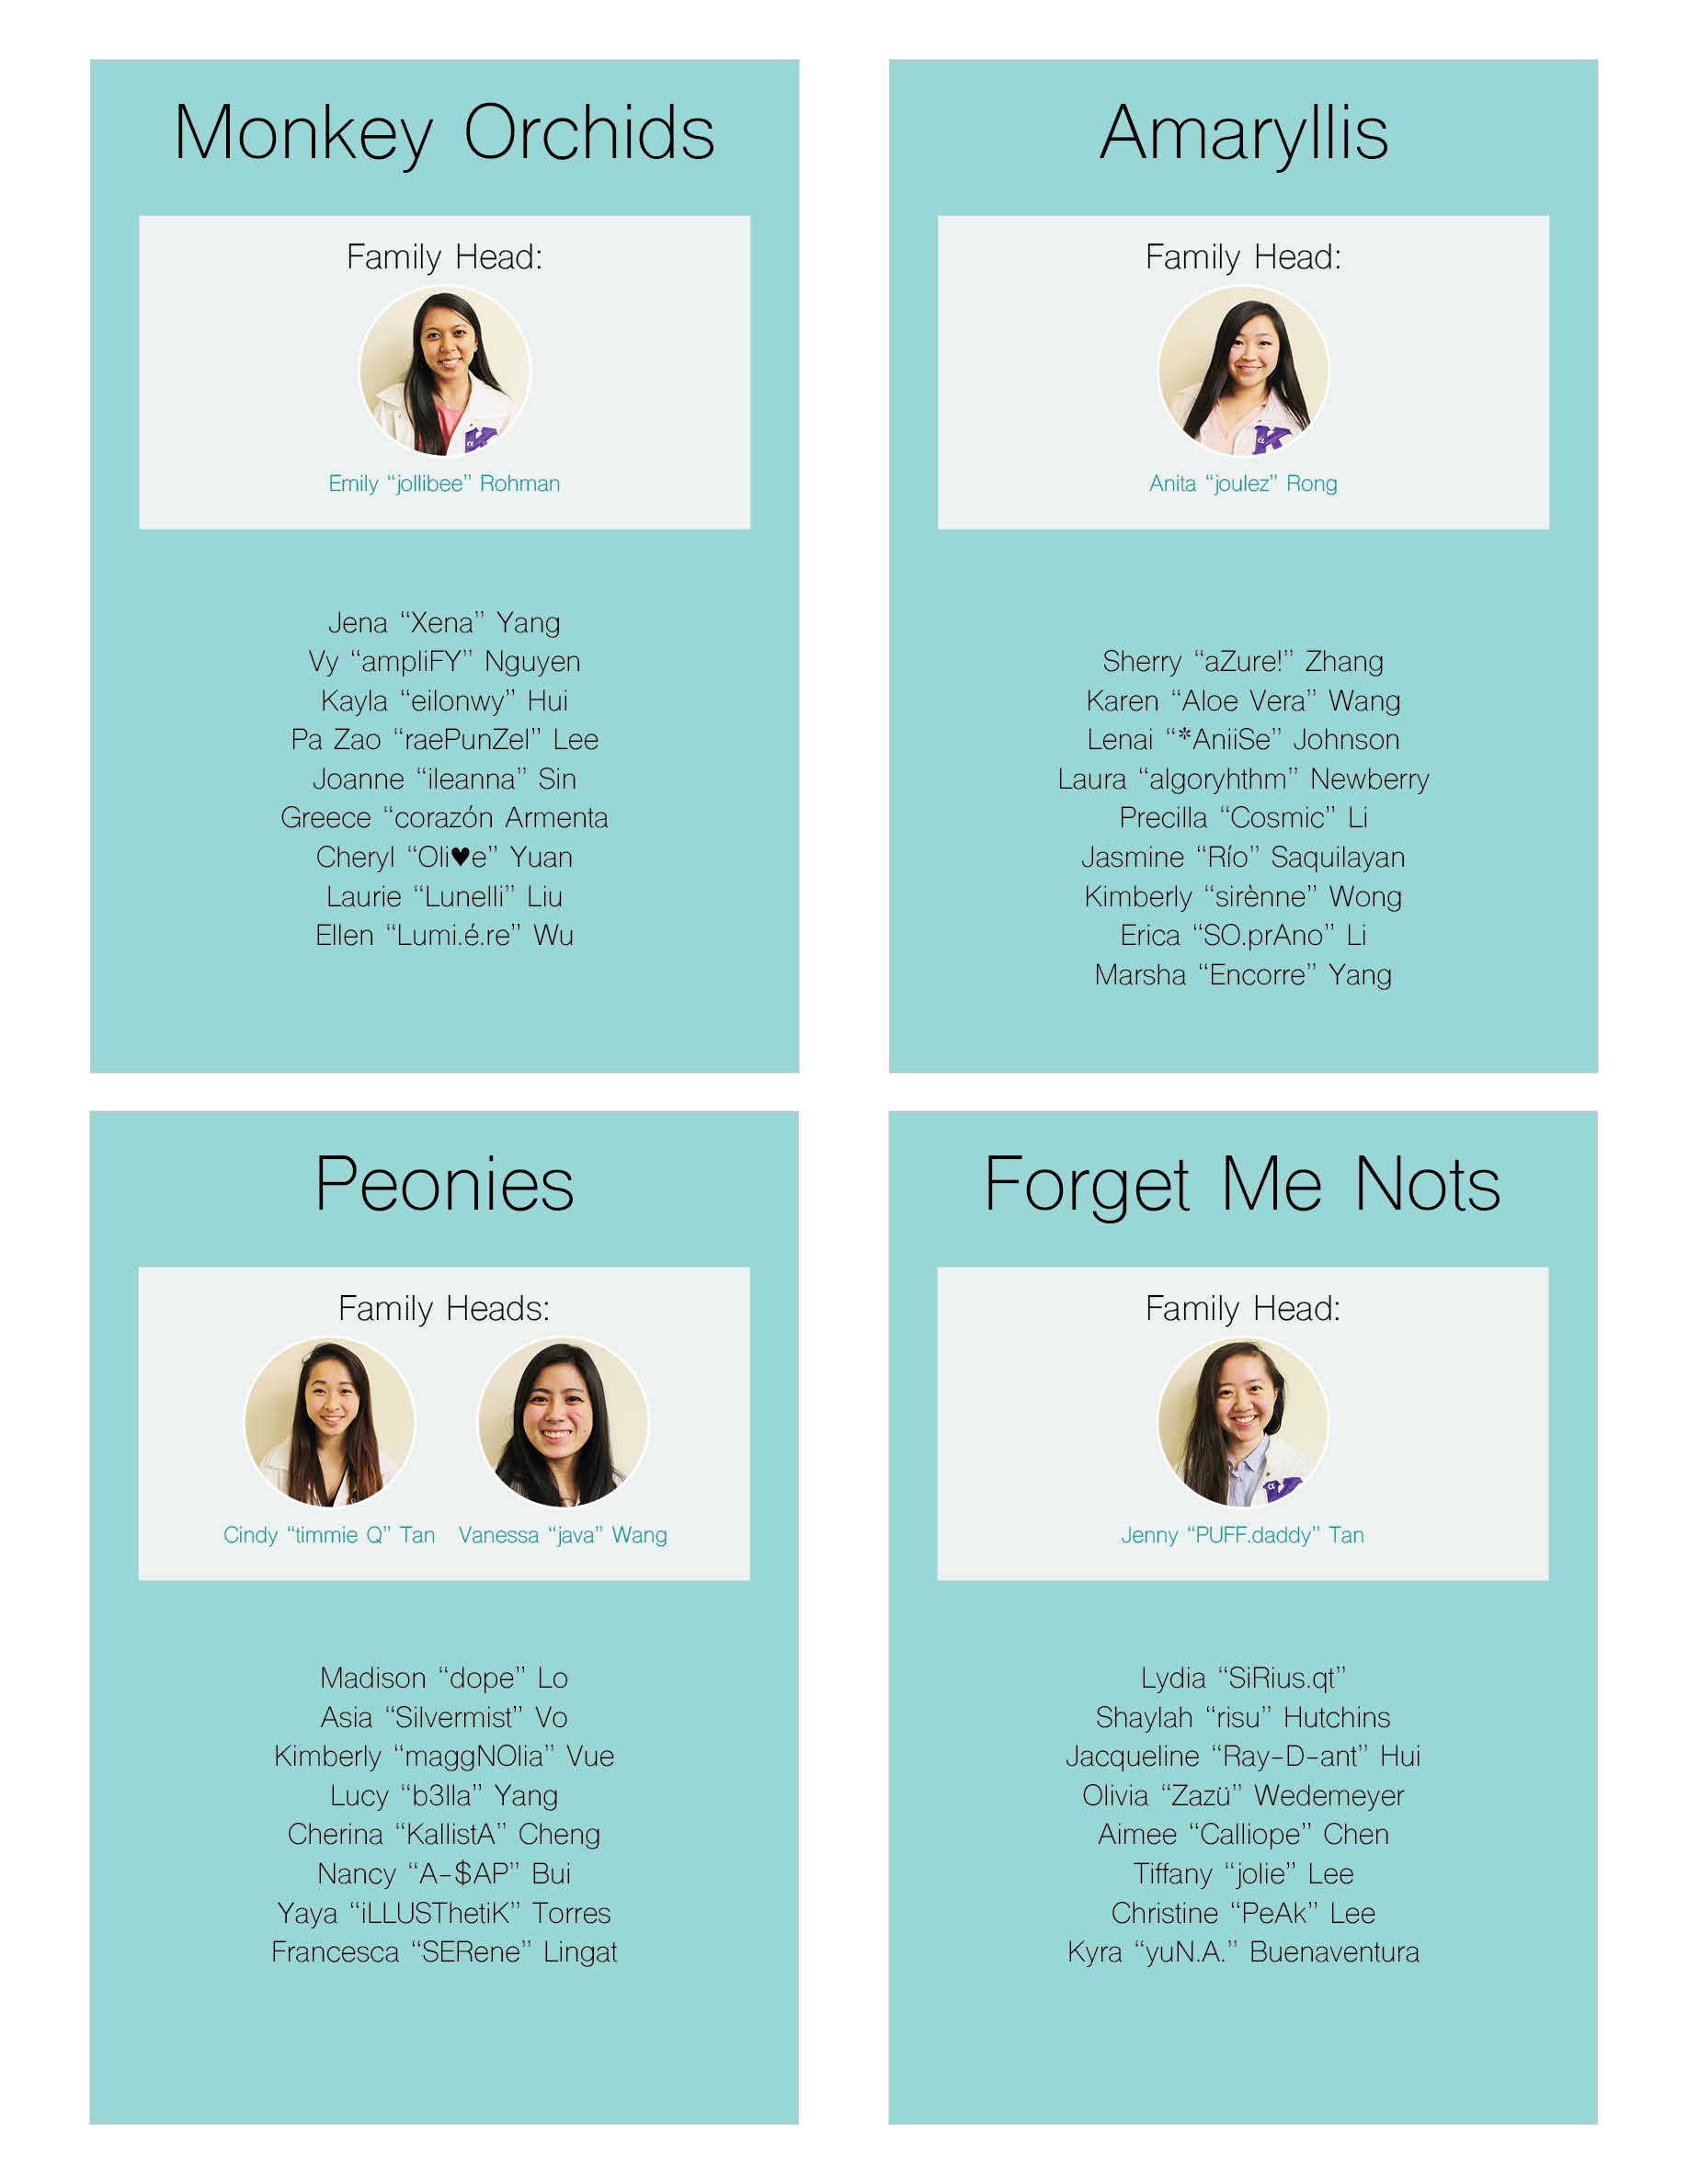 Monkey Orchids
Family Head:
Emily “jollibee” Rohman
Jena “Xena” Yang
Vy “ampliFY” Nguyen
Kayla “eilonwy” Hui
Pa Zao “raePunZel” Lee
Joanne “ileanna” Sin
Greece “corazón Armenta
Cheryl “Oli♥e” Yuan
Laurie “Lunelli” Liu
Ellen “Lumi.é.re” Wu
Amaryllis
Family Head:
Anita “joulez” Rong
Sherry “aZure!” Zhang
Karen “Aloe Vera” Wang
Lenai “*AniiSe” Johnson
Laura “algoryhthm” Newberry
Precilla “Cosmic” Li
Jasmine “Río” Saquilayan
Kimberly “sirènne” Wong
Erica “SO.prAno” Li
Marsha “Encorre” Yang
Peonies
Family Heads:
Cindy “timmie Q” Tan Vanessa “java” Wang
Madison “dope” Lo
Asia “Silvermist” Vo
Kimberly “maggNOlia” Vue
Lucy “b3lla” Yang
Cherina “KallistA” Cheng
Nancy “A-$AP” Bui
Yaya “iLLUSThetiK” Torres
Francesca “SERene” Lingat
Forget Me Nots
Family Head:
Jenny “PUFF.daddy” Tan
Lydia “SiRius.qt”
Shaylah “risu” Hutchins
Jacqueline “Ray-D-ant” Hui
Olivia “Zazü” Wedemeyer
Aimee “Calliope” Chen
Tiffany “jolie” Lee
Christine “PeAk” Lee
Kyra “yuN.A.” Buenaventura